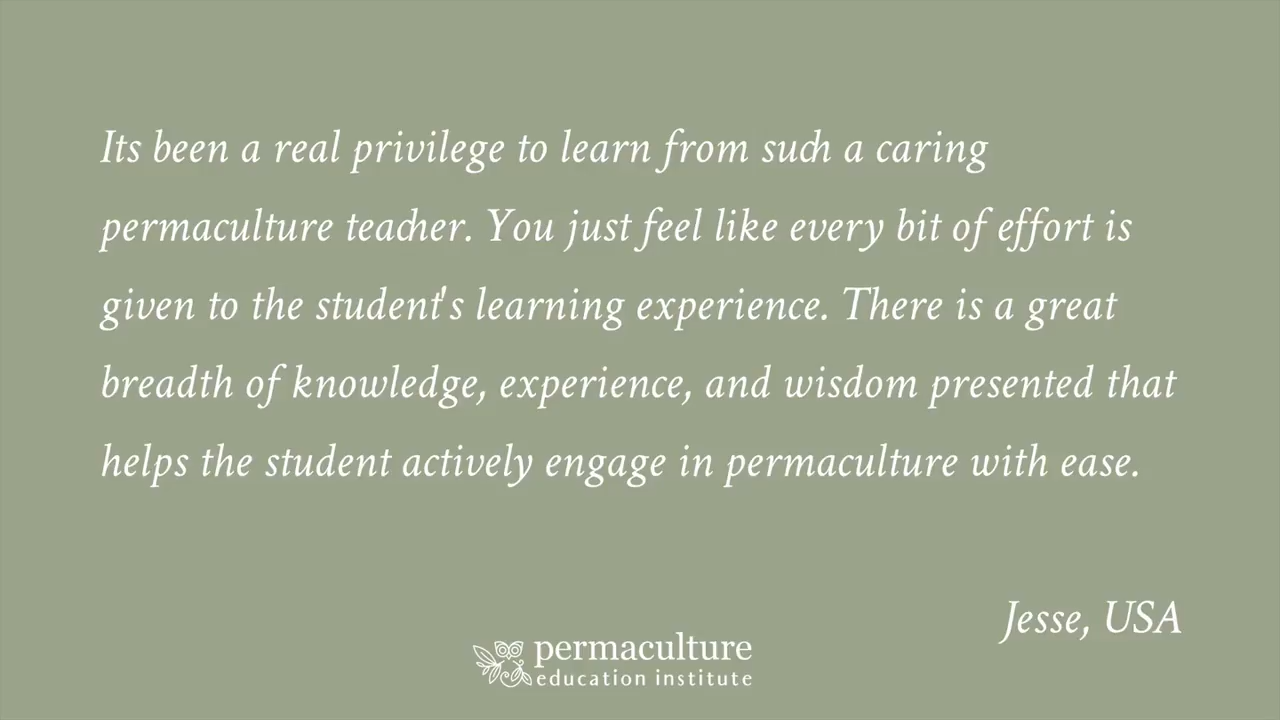 Its been a real privilege to learn from such a caring
permaculture teacher. You just feel like every bit of effort is
given to the student's learning experience. There is a great
breadth of knowledge, experience, and wisdom presented that
helps the student actively engage in permaculture with ease.
Jesse, USA
permaculture
education institute